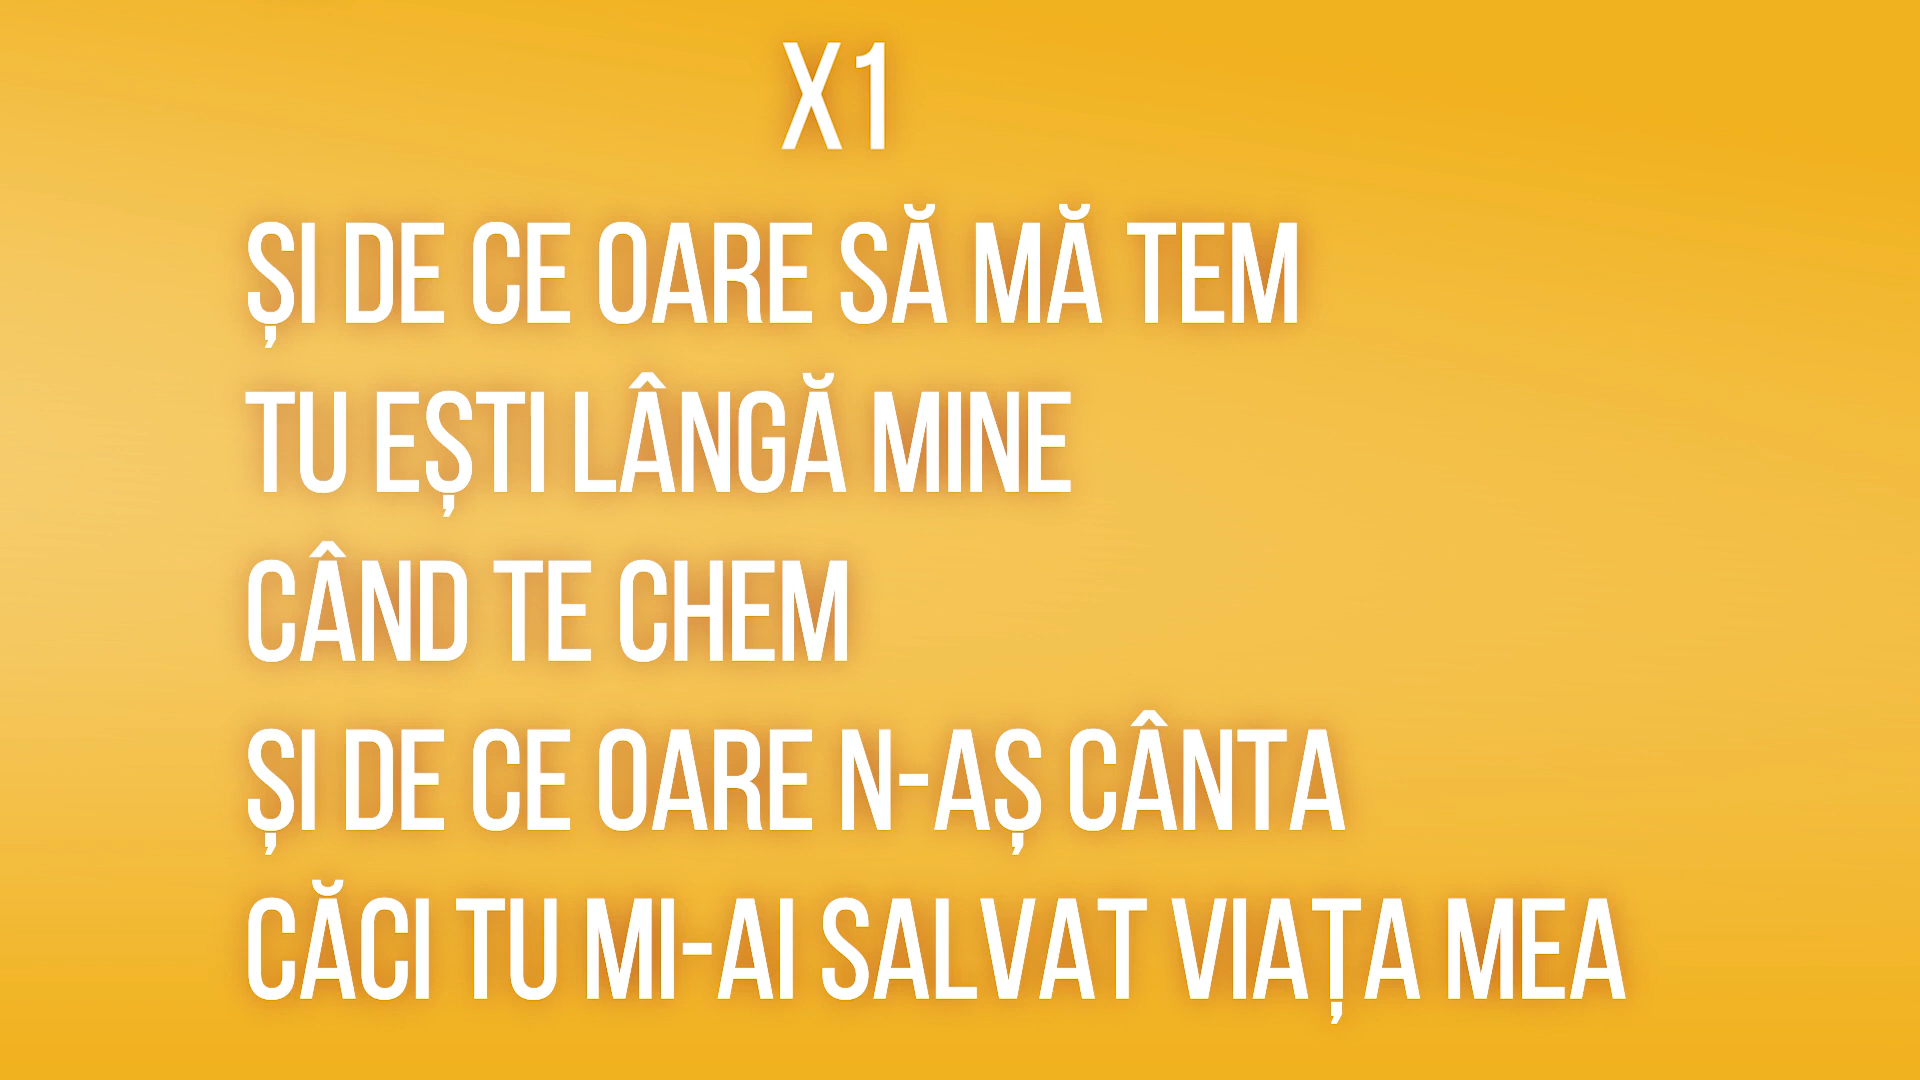 X1
ȘI DE CE OARE SĂ MĂ TEM
TU EȘTI LÂNGĂ MINE
CÂND TE CHEM
ȘI DE CE OARE N-AȘ CÂNTA
CĂCI TU MI-AI SALVAT VIAȚA MEA